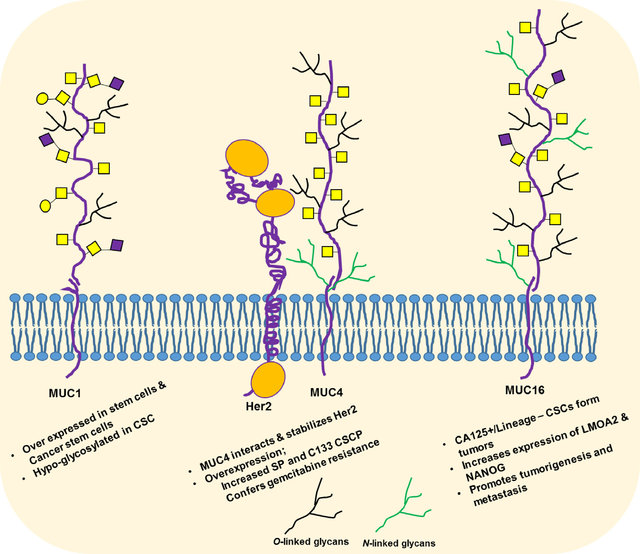 MUC1
Her2
MUC4
MUC16
• Over expressed in stem cells &
Cancer stem cells
• Hypo-glycosylated in CSC
• MUC4 interacts & stabilizes Her2
• Overexpression;
Increased SP and C133 CSCP
Confers gemcitabine resistance
• CA125+/Lineage – CSCs form
tumors
• Increases expression of LMOA2 &
NANOG
• Promotes tumorigenesis and
metastasis
O-linked glycans
N-linked glycans